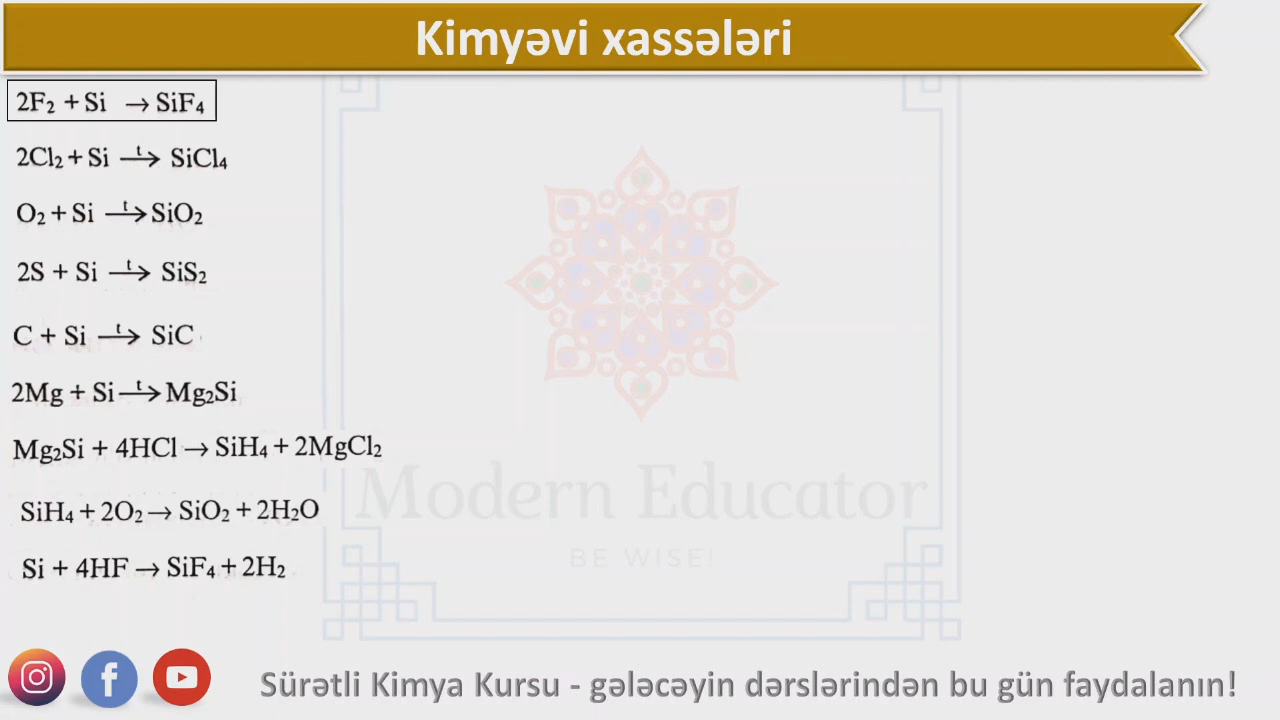 Kimyəvi xassələri
2F₂ + Si → SiF₄
2Cl₂ + Si —t→ SiCl₄
O₂ + Si —t→ SiO₂
2S + Si —t→ SiS₂
C + Si —t→ SiC
2Mg + Si —t→ Mg₂Si
Mg₂Si + 4HCl → SiH₄ + 2MgCl₂
SiH₄ + 2O₂ → SiO₂ + 2H₂O
Si + 4HF → SiF₄ + 2H₂
Modern Educator
BE WISE!
Sürətli Kimya Kursu - gələcəyin dərslərindən bu gün faydalanın!